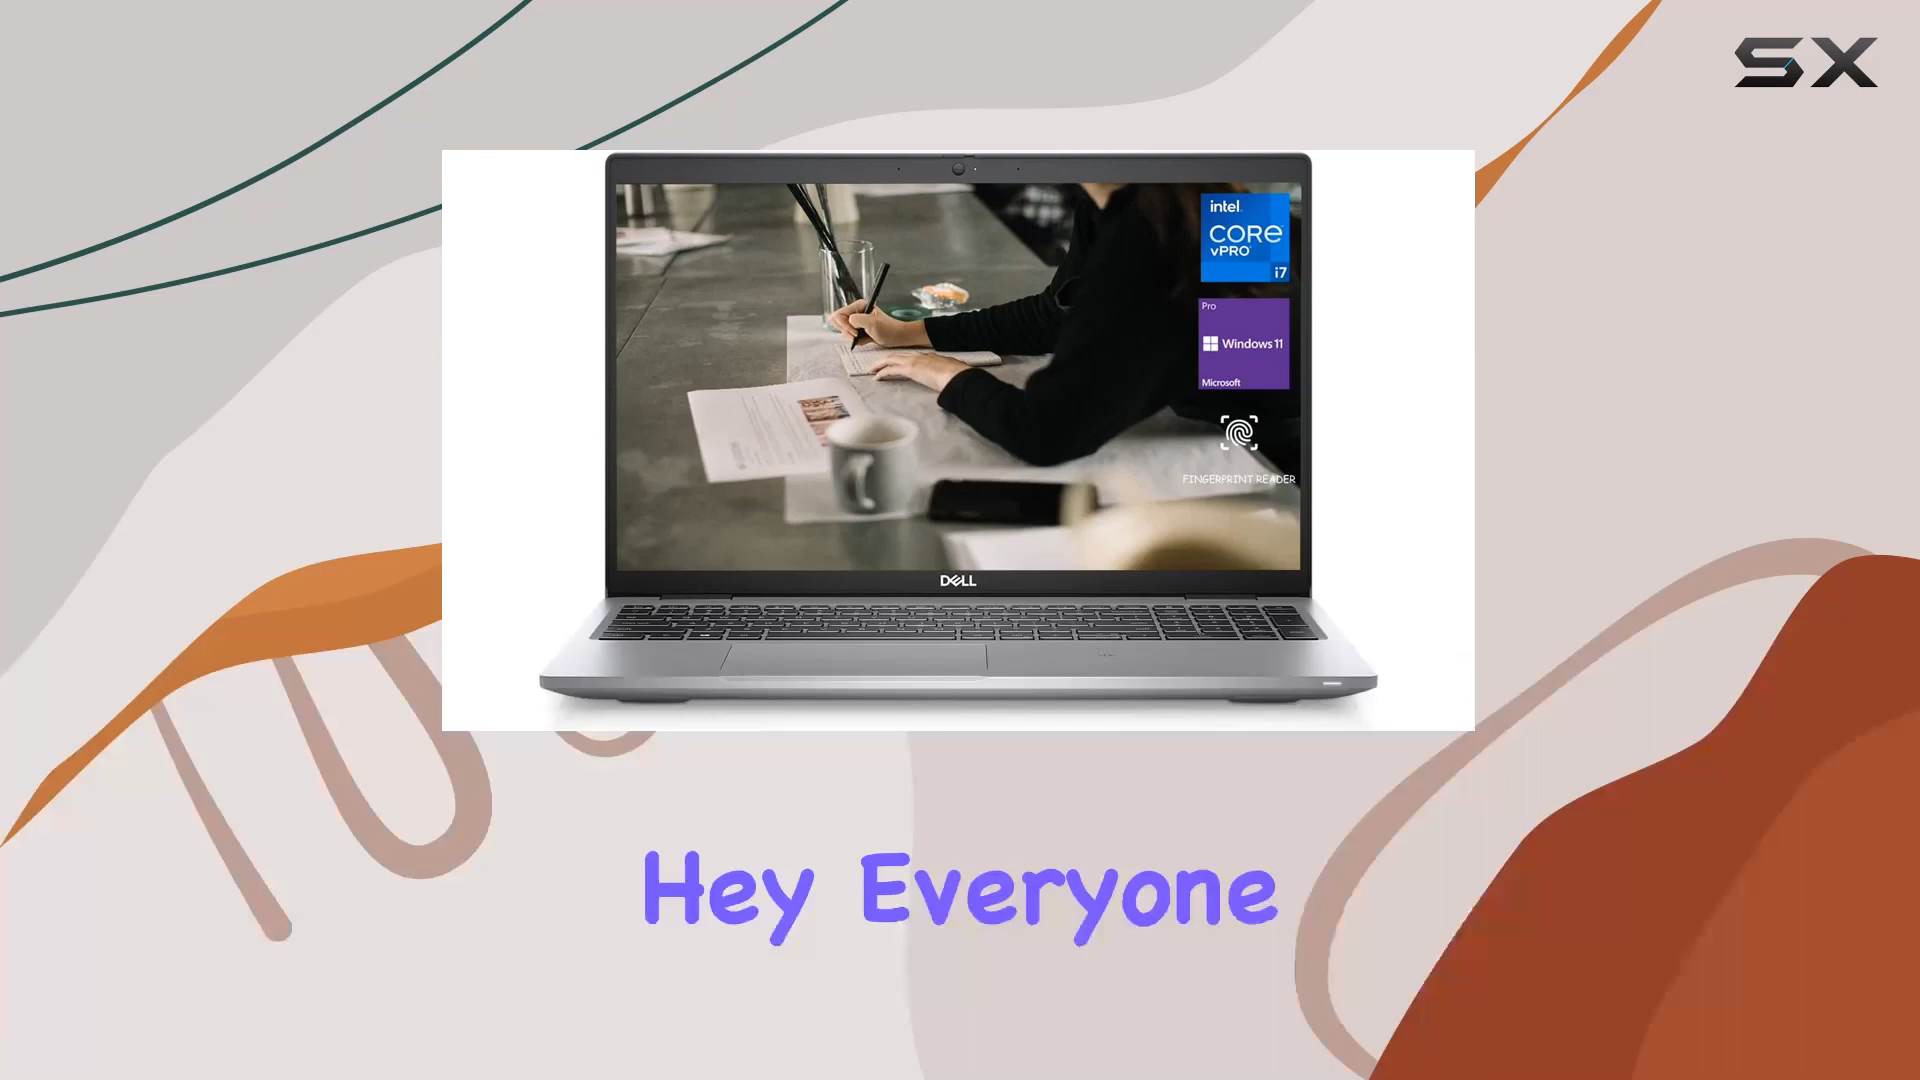 SX
intel
CORE
vPRO
i7
Pro
Windows 11
Microsoft
FINGERPRINT READER
DELL
Hey Everyone